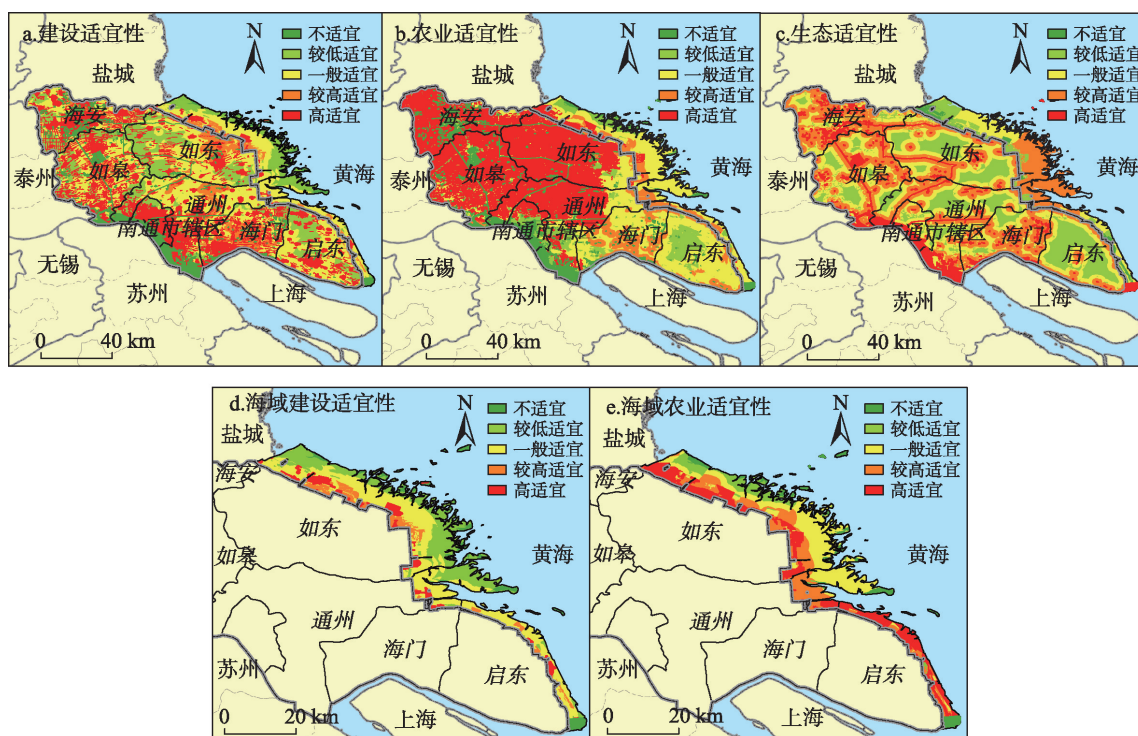 a.建设适宜性
N
不适宜
较低适宜
一般适宜
较高适宜
高适宜
盐城
海安
如东
如皋
泰州
黄海
通州
南通市辖区
海门
启东
无锡
苏州
上海
0 40 km
b.农业适宜性
N
不适宜
较低适宜
一般适宜
较高适宜
高适宜
盐城
海安
如东
如皋
泰州
黄海
通州
南通市辖区
海门
启东
无锡
苏州
上海
0 40 km
c.生态适宜性
N
不适宜
较低适宜
一般适宜
较高适宜
高适宜
盐城
海安
如东
如皋
泰州
黄海
通州
南通市辖区
海门
启东
无锡
苏州
上海
0 40 km
d.海域建设适宜性
N
不适宜
较低适宜
一般适宜
较高适宜
高适宜
盐城
海安
如东
如皋
黄海
通州
海门
启东
苏州
上海
0 20 km
e.海域农业适宜性
N
不适宜
较低适宜
一般适宜
较高适宜
高适宜
盐城
海安
如东
如皋
黄海
通州
海门
启东
苏州
上海
0 20 km